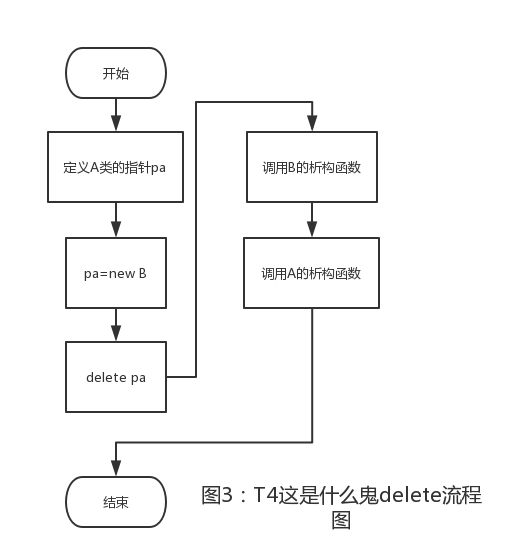 开始
定义A类的指针pa
pa=new B
delete pa
调用B的析构函数
调用A的析构函数
结束
图3：T4这是什么鬼delete流程
图